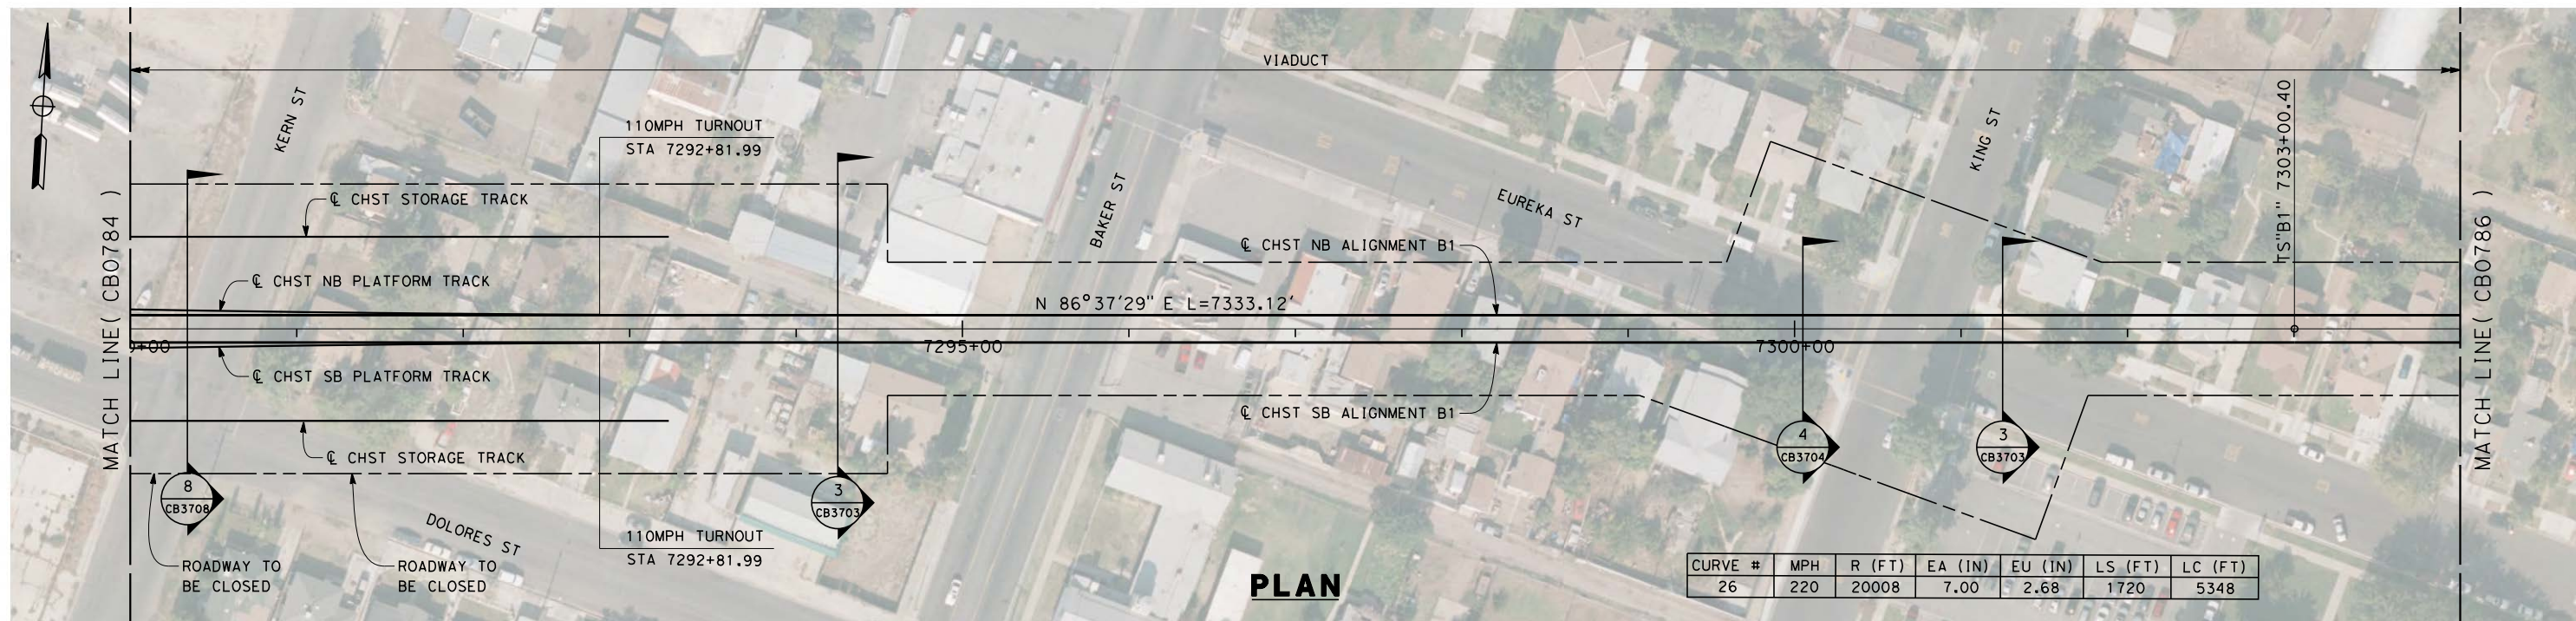 VIADUCT
KERN ST
110MPH TURNOUT
STA 7292+81.99
℄ CHST STORAGE TRACK
℄ CHST NB PLATFORM TRACK
MATCH LINE( CB0784 )
+00
℄ CHST SB PLATFORM TRACK
℄ CHST STORAGE TRACK
8
CB3708
ROADWAY TO
BE CLOSED
ROADWAY TO
BE CLOSED
DOLORES ST
110MPH TURNOUT
STA 7292+81.99
3
CB3703
BAKER ST
EUREKA ST
℄ CHST NB ALIGNMENT B1
N 86°37'29" E L=7333.12'
7295+00
7300+00
℄ CHST SB ALIGNMENT B1
KING ST
TS"B1" 7303+00.40
4
CB3704
3
CB3703
MATCH LINE( CB0786 )
PLAN
CURVE # MPH R (FT) EA (IN) EU (IN) LS (FT) LC (FT)
26 220 20008 7.00 2.68 1720 5348